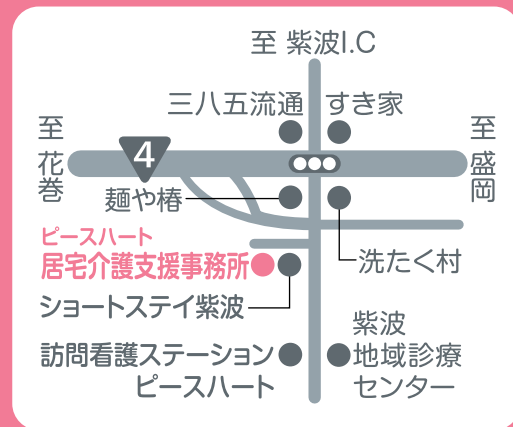 至 紫波I.C
三八五流通
すき家
至花巻
4
至盛岡
麺や椿
ピースハート
居宅介護支援事務所
洗たく村
ショートステイ紫波
訪問看護ステーション
ピースハート
紫波
地域診療
センター